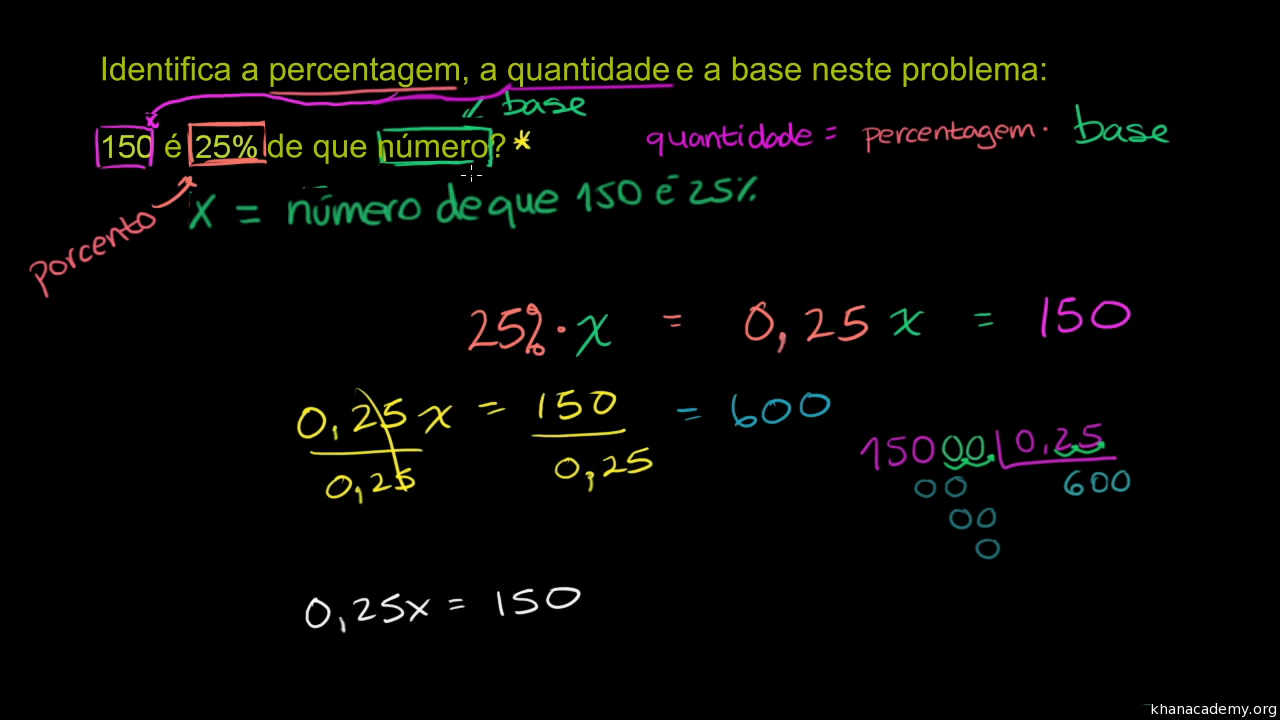 Identifica a percentagem, a quantidade e a base neste problema:
base
150 é 25% de que número? *
quantidade = percentagem · base
x = número de que 150 é 25%
porcento
25% · x = 0,25 x = 150
0,25x = 150 = 600
0,25 0,25
15000 0,25
00 600
00
0
0,25x = 150
khanacademy.org